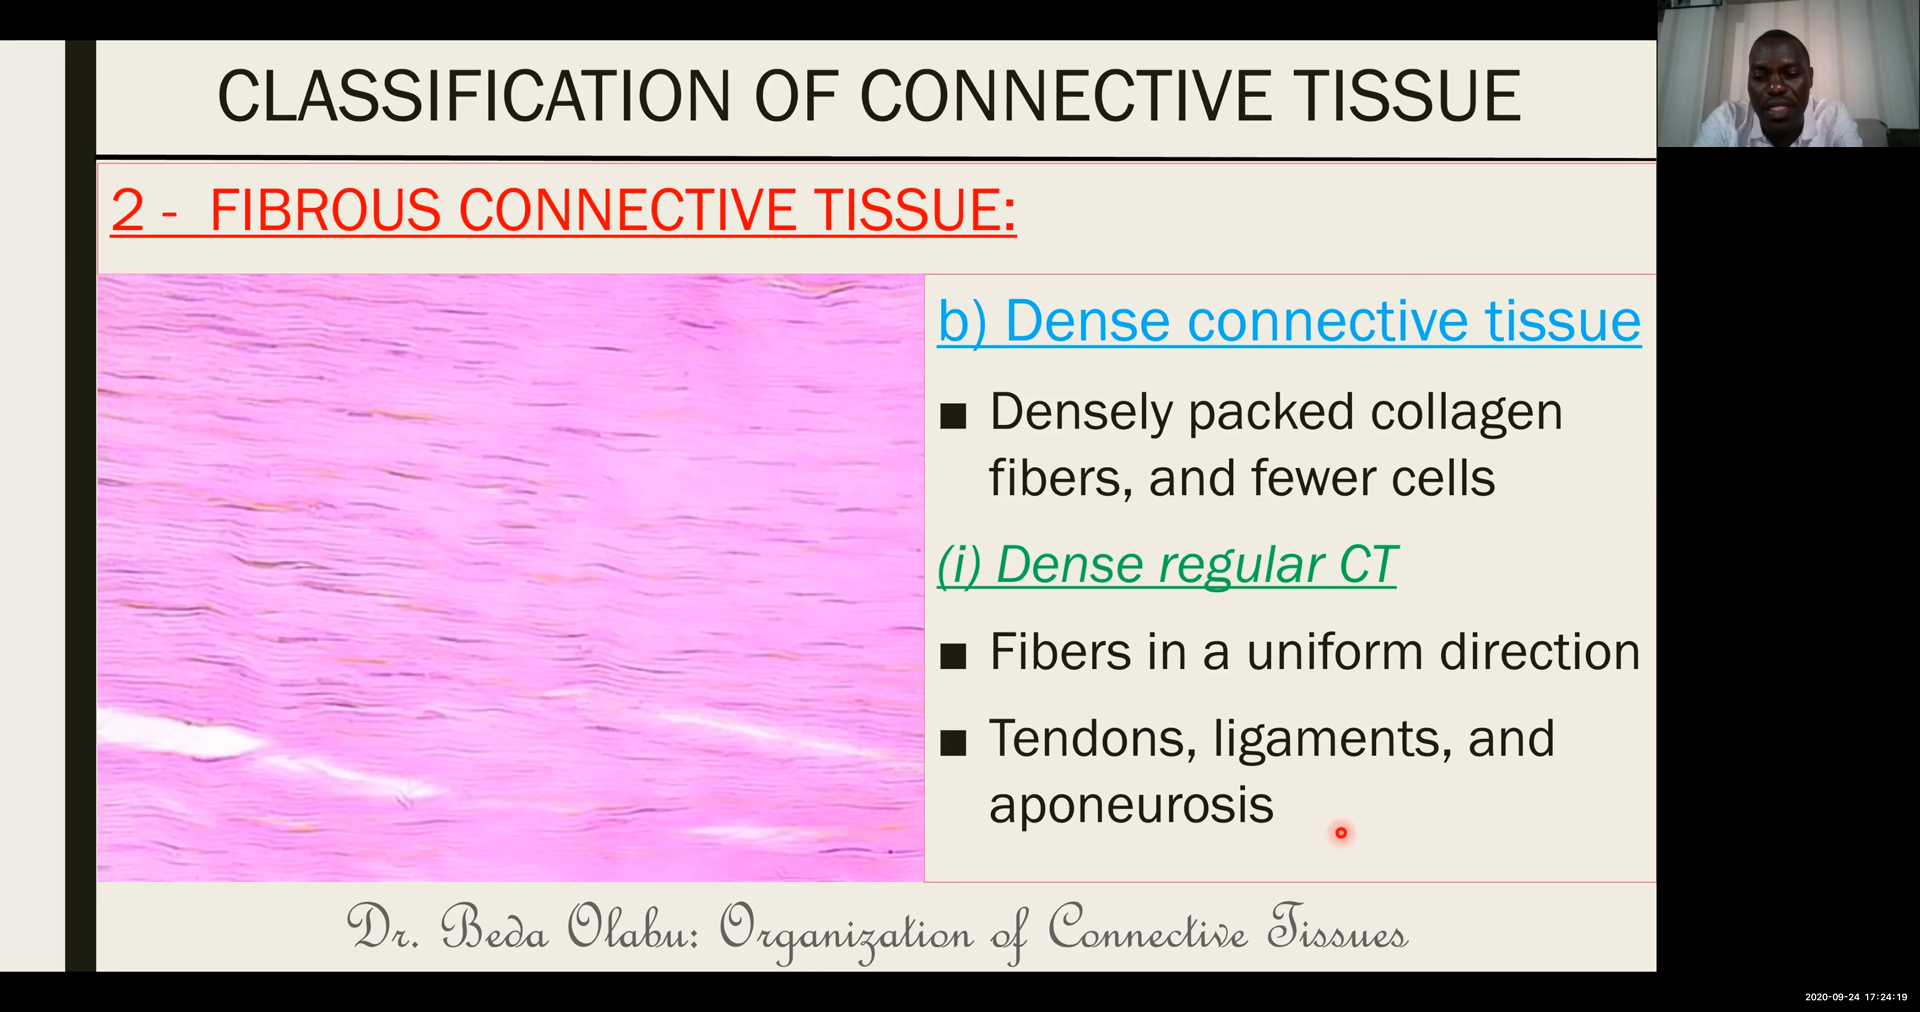 CLASSIFICATION OF CONNECTIVE TISSUE
2 - FIBROUS CONNECTIVE TISSUE:
b) Dense connective tissue
■ Densely packed collagen
fibers, and fewer cells
(i) Dense regular CT
■ Fibers in a uniform direction
■ Tendons, ligaments, and
aponeurosis
Dr. Beda Olabu: Organization of Connective Tissues
2020-09-24 17:24:19